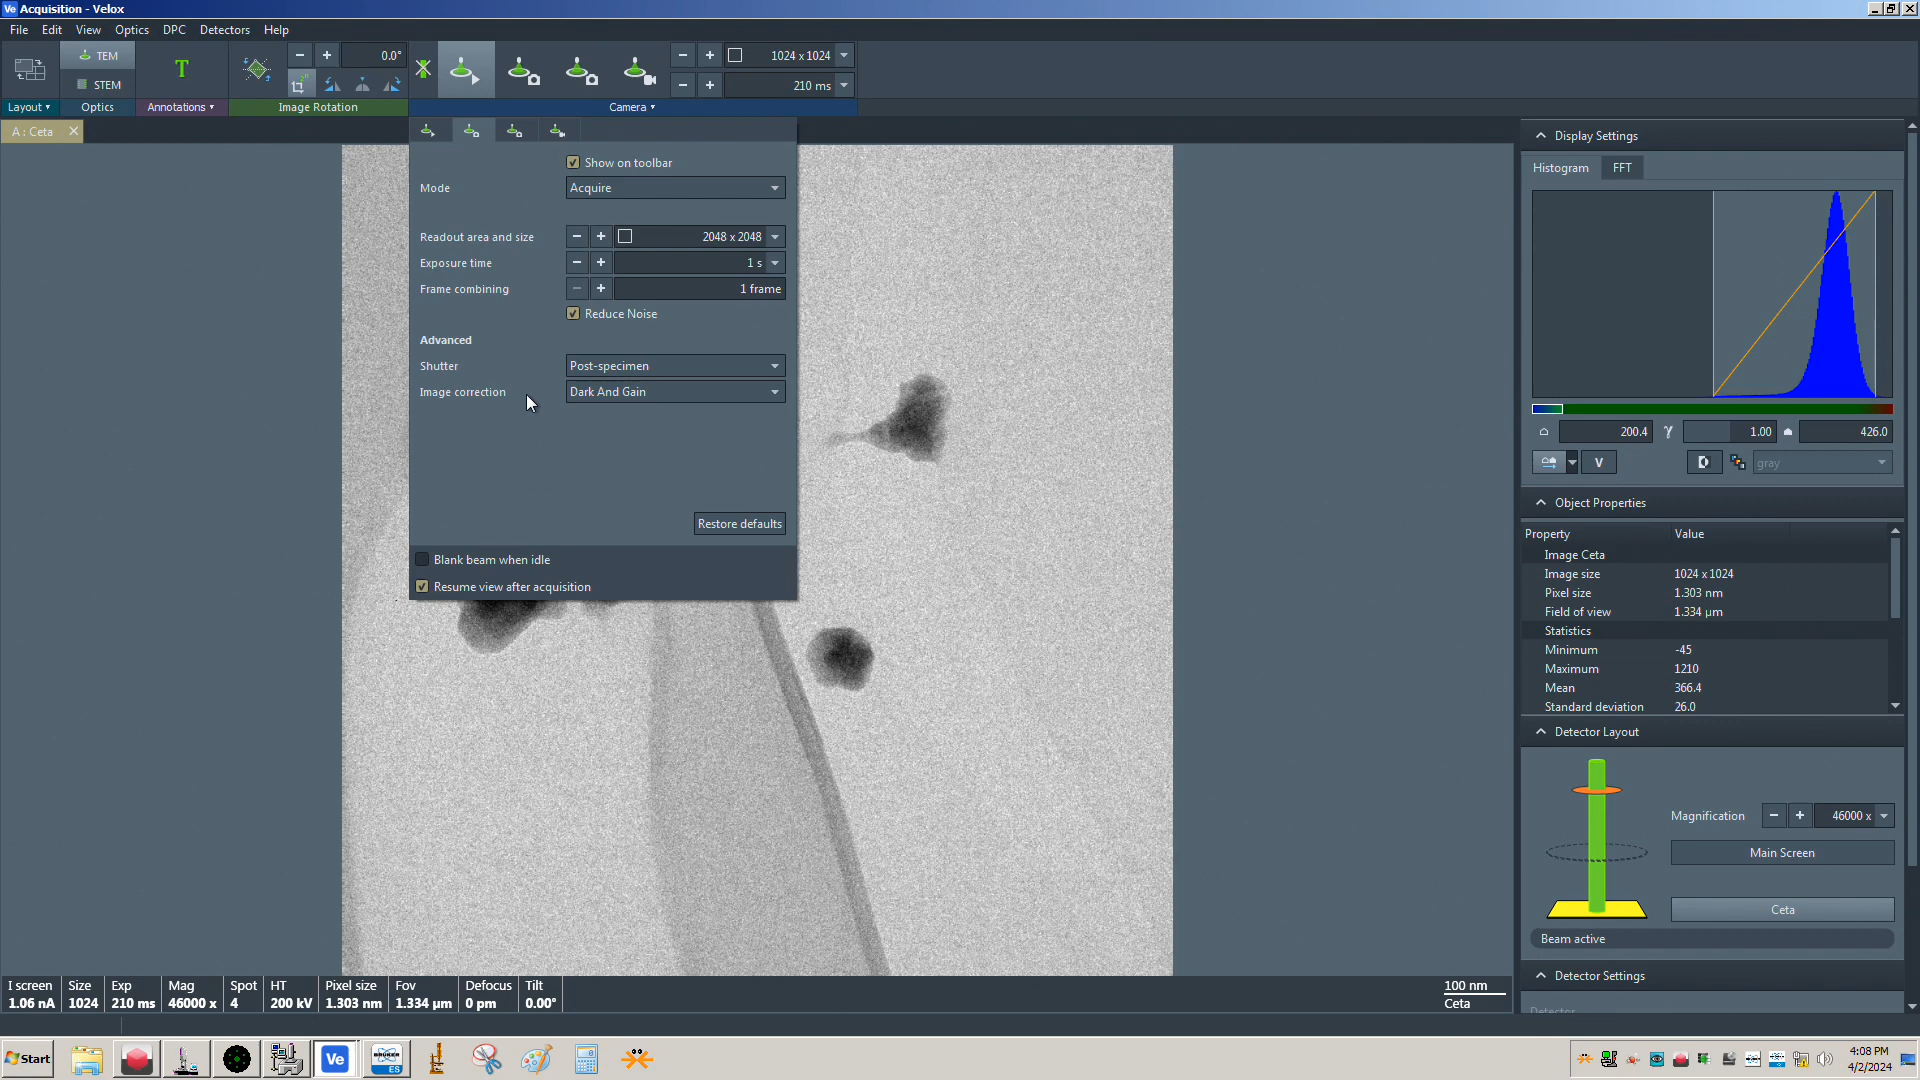 Ve Acquisition - Velox
File Edit View Optics DPC Detectors Help
TEM
STEM
0.0°
1024 x 1024
210 ms
Layout Optics Annotations Image Rotation Camera
A : Ceta
Show on toolbar
Mode Acquire
Readout area and size 2048 x 2048
Exposure time 1 s
Frame combining 1 frame
Reduce Noise
Advanced
Shutter Post-specimen
Image correction Dark And Gain
Restore defaults
Blank beam when idle
Resume view after acquisition
Display Settings
Histogram FFT
200.4 γ 1.00 426.0
V gray
Object Properties
Property Value
Image Ceta
Image size 1024 x 1024
Pixel size 1.303 nm
Field of view 1.334 µm
Statistics
Minimum -45
Maximum 1210
Mean 366.4
Standard deviation 26.0
Detector Layout
Magnification 46000 x
Main Screen
Ceta
Beam active
Detector Settings
Detector
I screen Size Exp Mag Spot HT Pixel size Fov Defocus Tilt
1.06 nA 1024 210 ms 46000 x 4 200 kV 1.303 nm 1.334 µm 0 pm 0.00°
100 nm
Ceta
Start Ve BRUKER ES
4:08 PM
4/2/2024